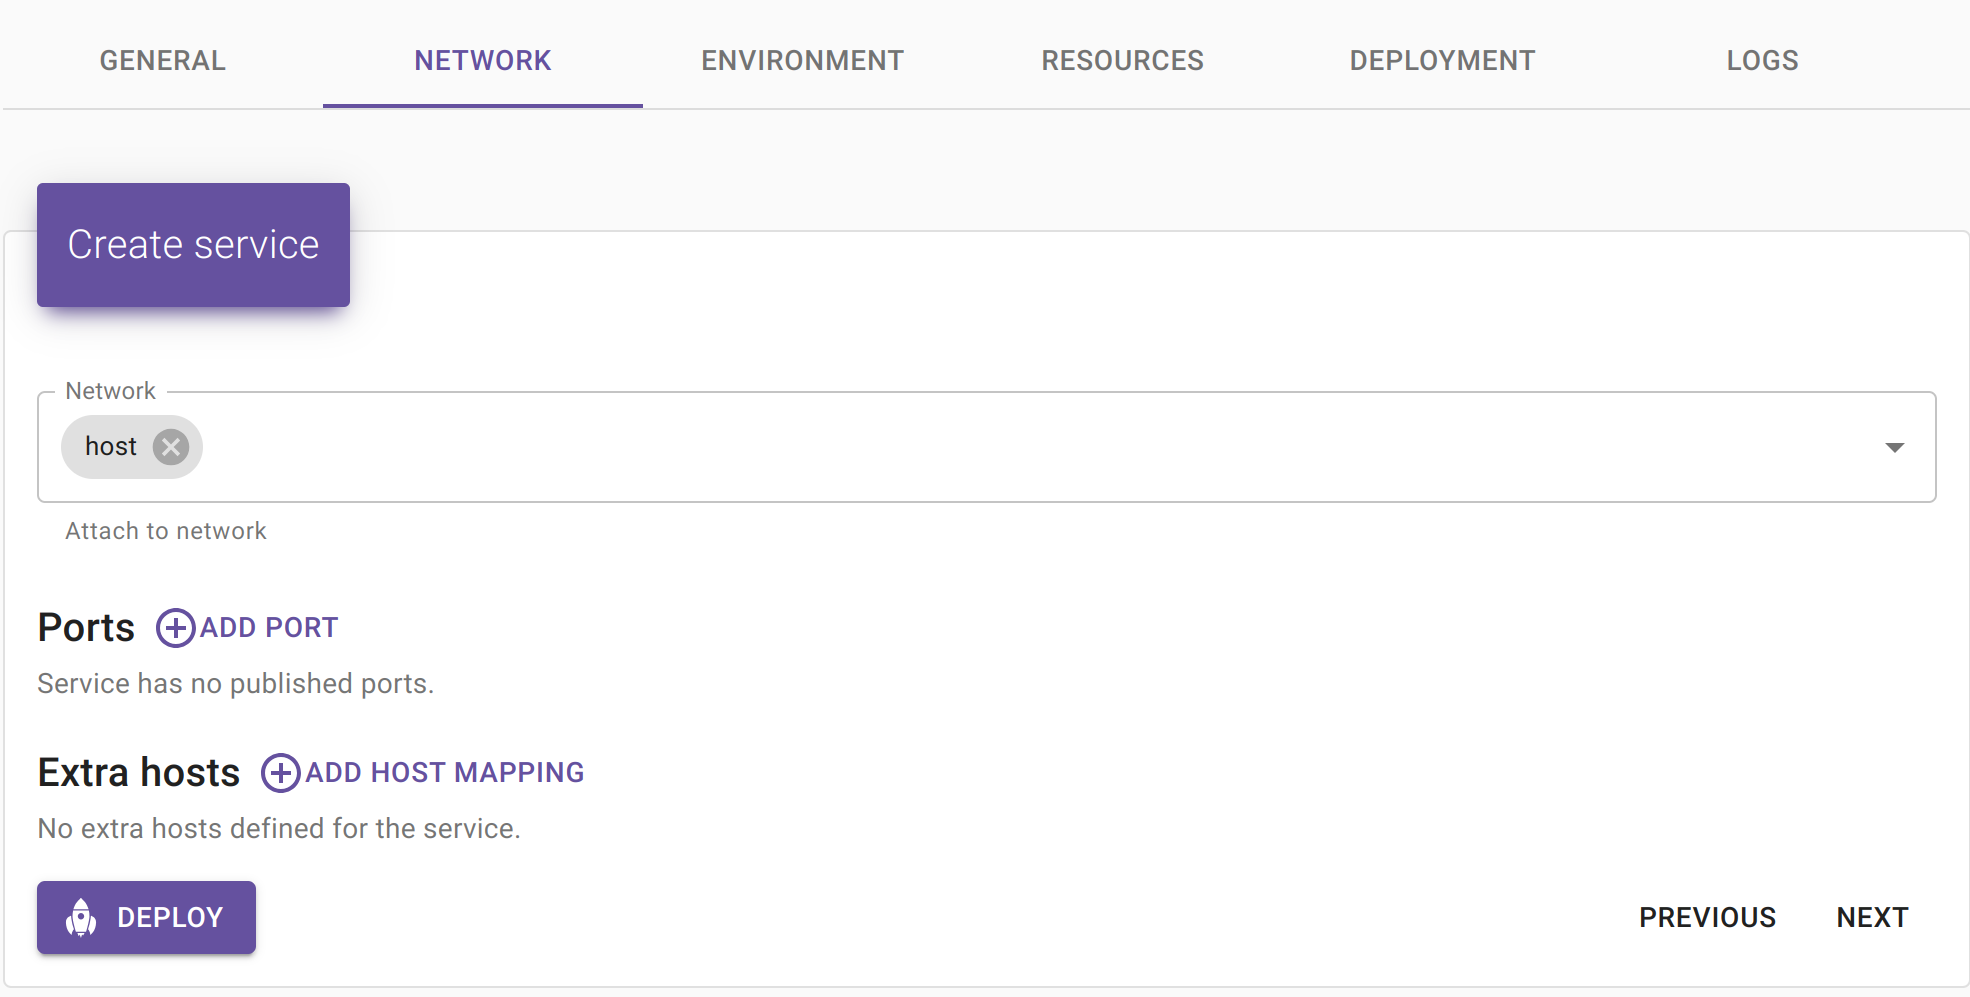 GENERAL NETWORK ENVIRONMENT RESOURCES DEPLOYMENT LOGS
Create service
Network
host
Attach to network
Ports ADD PORT
Service has no published ports.
Extra hosts ADD HOST MAPPING
No extra hosts defined for the service.
DEPLOY PREVIOUS NEXT